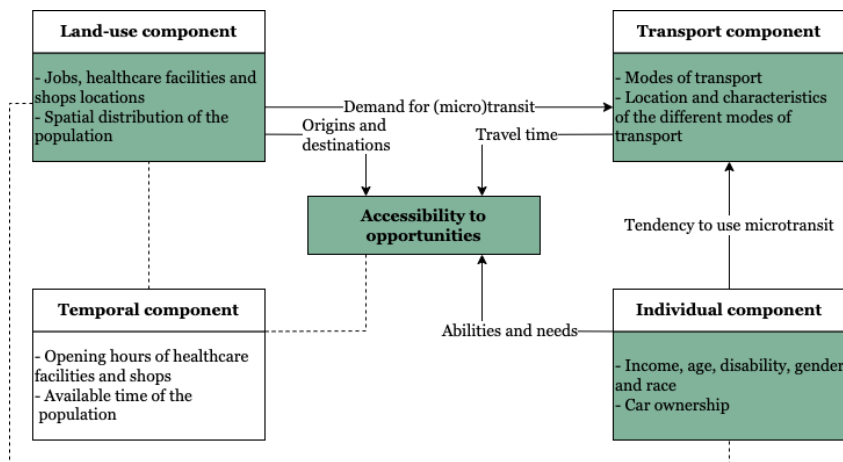 Land-use component
- Jobs, healthcare facilities and
shops locations
- Spatial distribution of the
population
Transport component
- Modes of transport
- Location and characteristics
of the different modes of
transport
Demand for (micro)transit
Origins and
destinations
Travel time
Accessibility to
opportunities
Tendency to use microtransit
Temporal component
- Opening hours of healthcare
facilities and shops
- Available time of the
population
Abilities and needs
Individual component
- Income, age, disability, gender
and race
- Car ownership